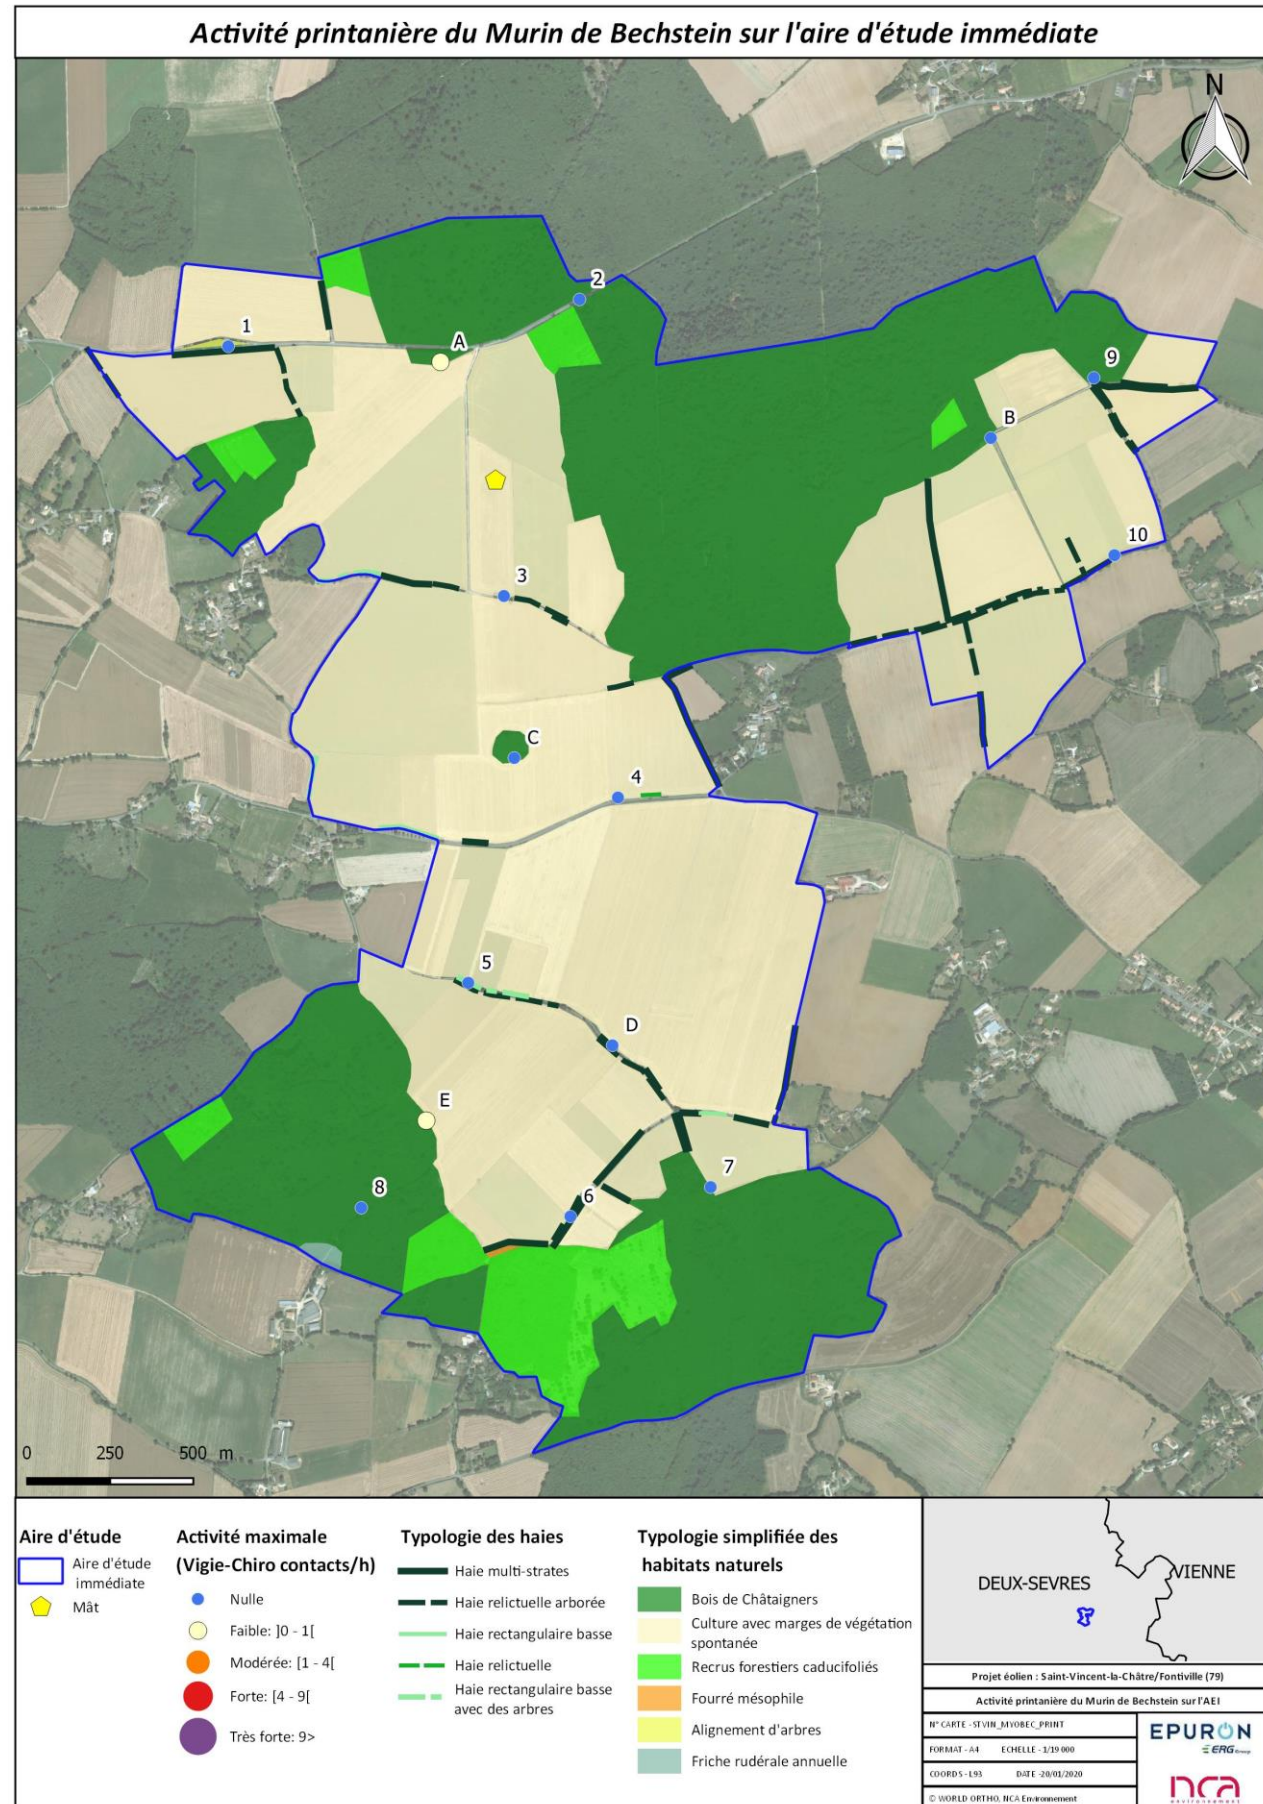 Activité printanière du Murin de Bechstein sur l'aire d'étude immédiate
N
2
1
A
9
B
10
3
C
4
5
D
E
8
7
6
0 250 500 m
Aire d'étude
Aire d'étude
immédiate
Mât
Activité maximale
(Vigie-Chiro contacts/h)
Nulle
Faible: ]0 - 1[
Modérée: [1 - 4[
Forte: [4 - 9[
Très forte: 9>
Typologie des haies
Haie multi-strates
Haie relictuelle arborée
Haie rectangulaire basse
Haie relictuelle
Haie rectangulaire basse
avec des arbres
Typologie simplifiée des
habitats naturels
Bois de Châtaigners
Culture avec marges de végétation
spontanée
Recrus forestiers caducifoliés
Fourré mésophile
Alignement d'arbres
Friche rudérale annuelle
DEUX-SEVRES
VIENNE
Projet éolien : Saint-Vincent-la-Châtre/Fontiville (79)
Activité printanière du Murin de Bechstein sur l'AEI
N° CARTE - STVIN_MYOBEC_PRINT
FORMAT - A4 ECHELLE - 1/19 000
COORDS - L93 DATE -20/01/2020
© WORLD ORTHO, NCA Environnement
EPURON
ERG Group
nca
environnement